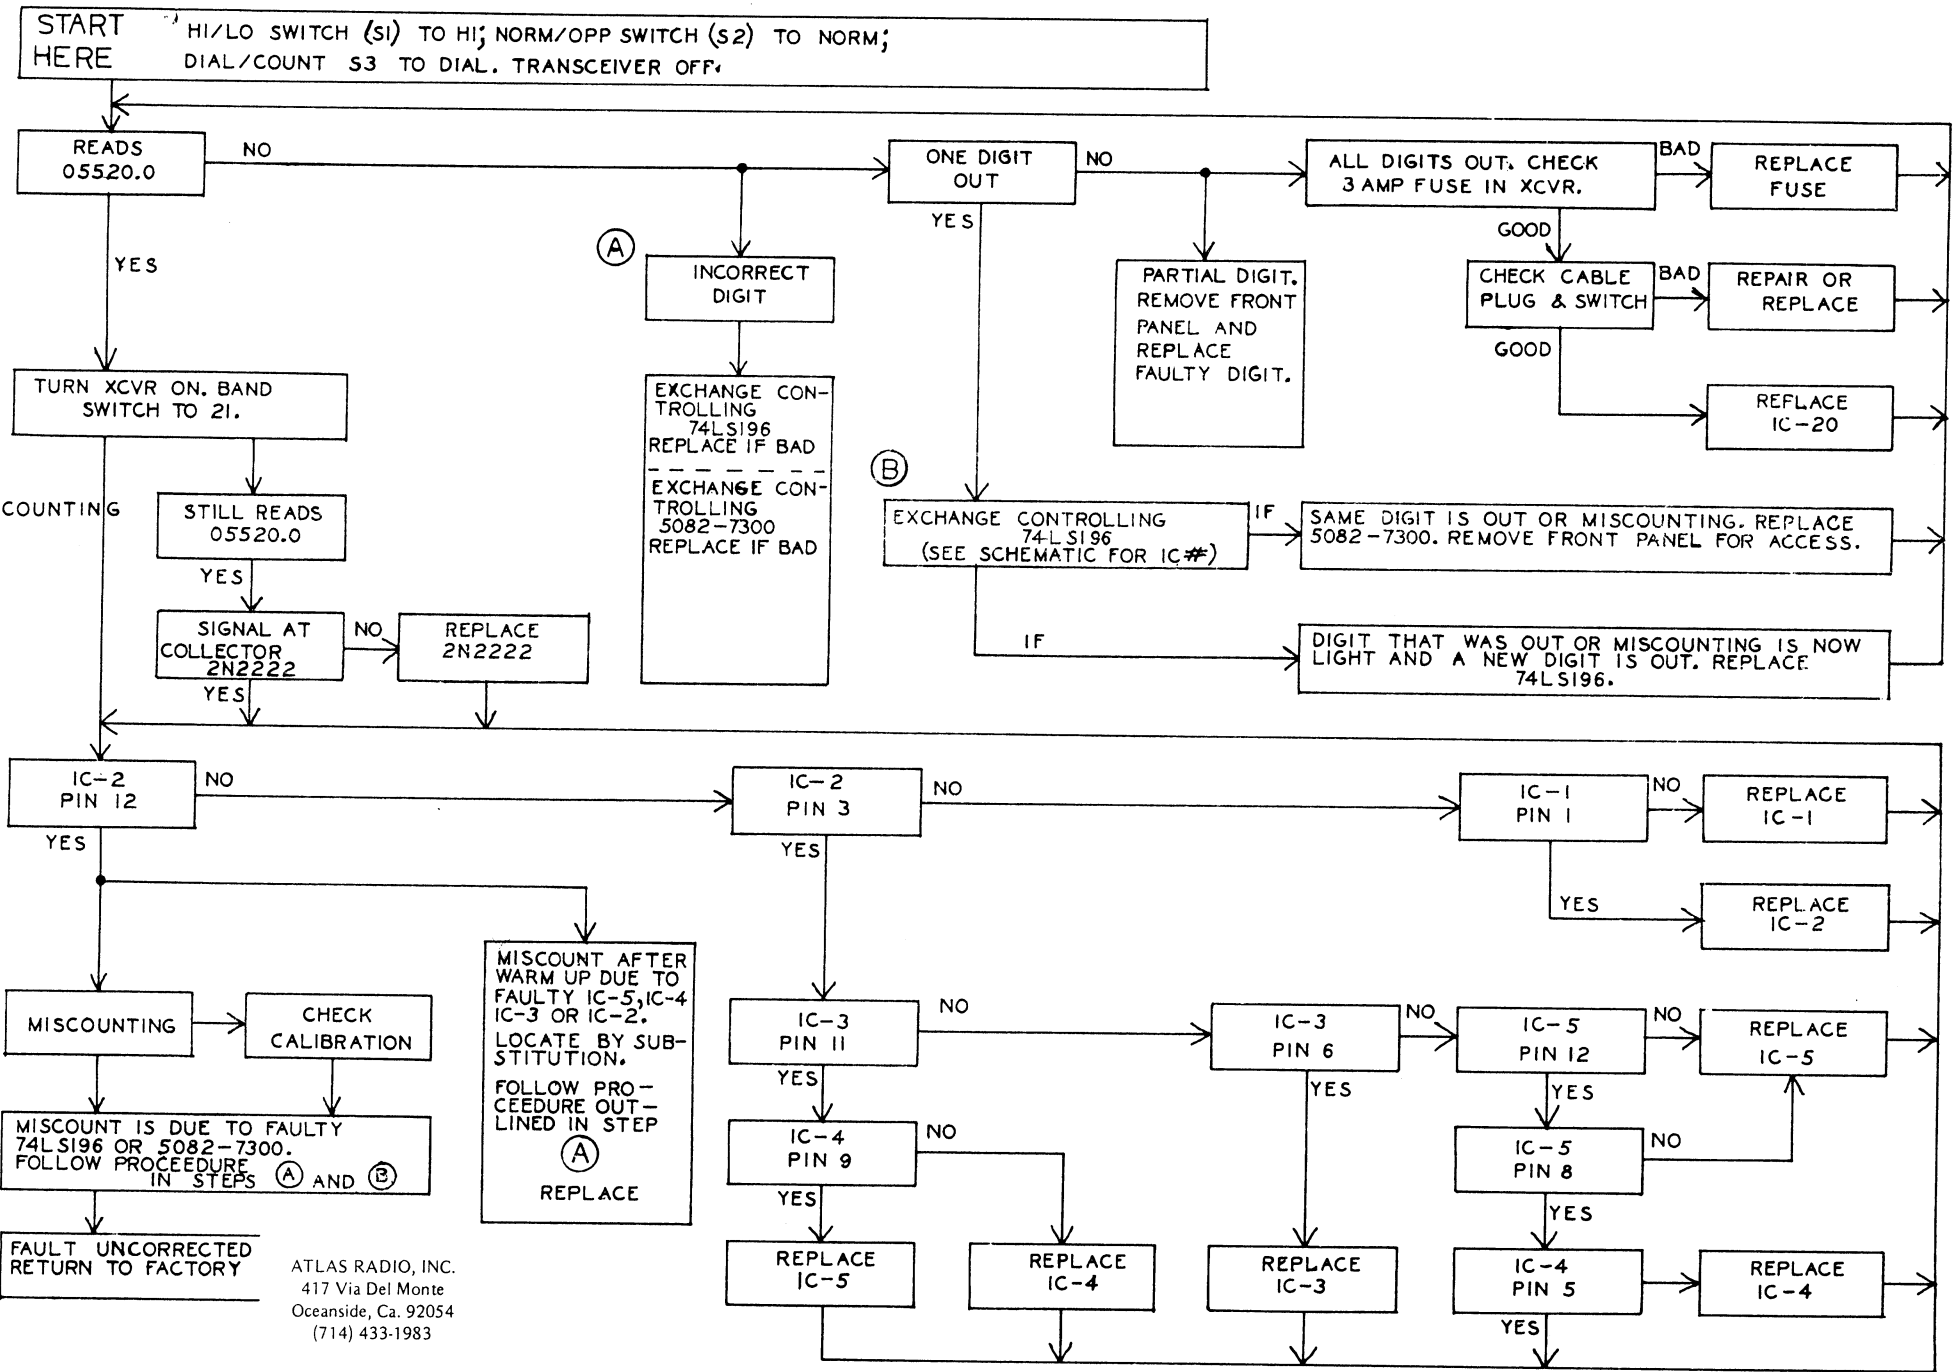 START
HERE
HI/LO SWITCH (S1) TO HI; NORM/OPP SWITCH (S2) TO NORM;
DIAL/COUNT S3 TO DIAL. TRANSCEIVER OFF.
READS
05520.0
NO
ONE DIGIT
OUT
NO
ALL DIGITS OUT. CHECK
3 AMP FUSE IN XCVR.
BAD
REPLACE
FUSE
YES
YES
GOOD
A
INCORRECT
DIGIT
PARTIAL DIGIT.
REMOVE FRONT
PANEL AND
REPLACE
FAULTY DIGIT.
CHECK CABLE
PLUG & SWITCH
BAD
REPAIR OR
REPLACE
GOOD
TURN XCVR ON. BAND
SWITCH TO 21.
EXCHANGE CON-
TROLLING
74LS196
REPLACE IF BAD
EXCHANGE CON-
TROLLING
5082-7300
REPLACE IF BAD
REFLACE
IC-20
B
COUNTING
STILL READS
05520.0
EXCHANGE CONTROLLING
74LS196
(SEE SCHEMATIC FOR IC#)
IF
SAME DIGIT IS OUT OR MISCOUNTING. REPLACE
5082-7300. REMOVE FRONT PANEL FOR ACCESS.
YES
SIGNAL AT
COLLECTOR
2N2222
NO
REPLACE
2N2222
IF
DIGIT THAT WAS OUT OR MISCOUNTING IS NOW
LIGHT AND A NEW DIGIT IS OUT. REPLACE
74LS196.
YES
IC-2
PIN 12
NO
IC-2
PIN 3
NO
IC-1
PIN 1
NO
REPLACE
IC-1
YES
YES
YES
REPLACE
IC-2
MISCOUNTING
CHECK
CALIBRATION
MISCOUNT AFTER
WARM UP DUE TO
FAULTY IC-5, IC-4
IC-3 OR IC-2.
LOCATE BY SUB-
STITUTION.
FOLLOW PRO-
CEEDURE OUT-
LINED IN STEP
A
REPLACE
IC-3
PIN 11
NO
IC-3
PIN 6
NO
IC-5
PIN 12
NO
REPLACE
IC-5
YES
YES
YES
MISCOUNT IS DUE TO FAULTY
74LS196 OR 5082-7300.
FOLLOW PROCEEDURE
IN STEPS A AND B
IC-4
PIN 9
NO
IC-5
PIN 8
NO
YES
YES
FAULT UNCORRECTED
RETURN TO FACTORY
REPLACE
IC-5
REPLACE
IC-4
REPLACE
IC-3
IC-4
PIN 5
REPLACE
IC-4
YES
ATLAS RADIO, INC.
417 Via Del Monte
Oceanside, Ca. 92054
(714) 433-1983